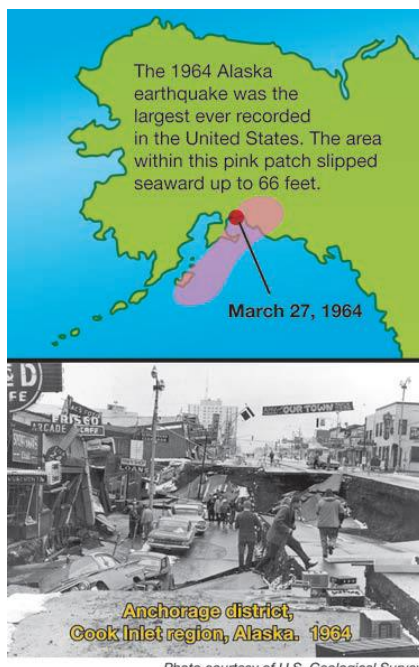 The 1964 Alaska
earthquake was the
largest ever recorded
in the United States. The area
within this pink patch slipped
seaward up to 66 feet.
March 27, 1964
D
FRISCO
ARCADE CAFE
OUR TOWN
Anchorage district,
Cook Inlet region, Alaska. 1964
Photo courtesy of U.S. Geological Survey